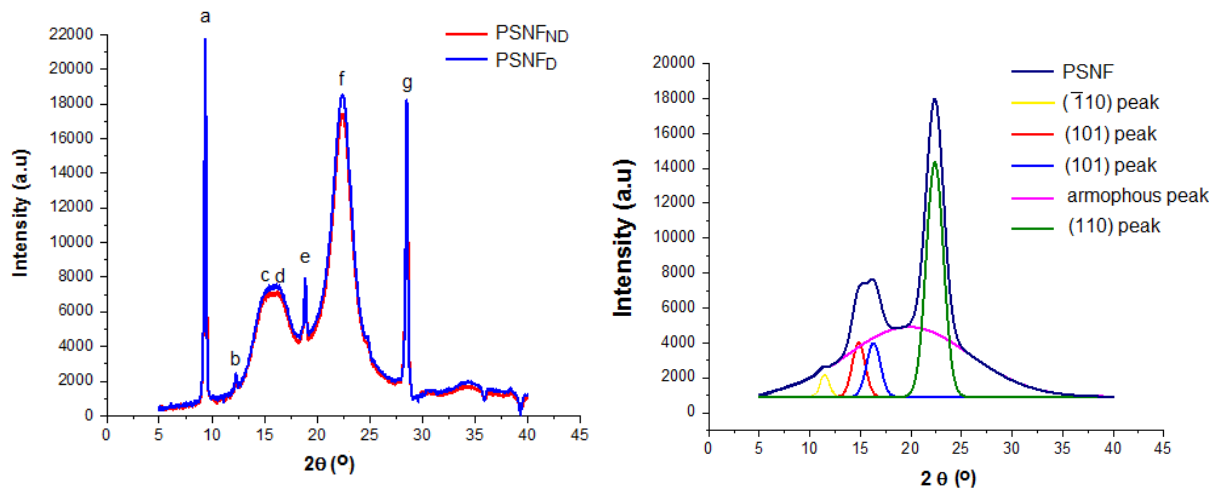 a
PSNFND
PSNFD
f
g
e
c d
b
22000
20000
18000
16000
14000
12000
10000
8000
6000
4000
2000
0
Intensity (a.u)
0 5 10 15 20 25 30 35 40 45
2θ (º)
PSNF
(1̅10) peak
(101) peak
(101) peak
armophous peak
(110) peak
20000
18000
16000
14000
12000
10000
8000
6000
4000
2000
0
Intensity (a.u)
0 5 10 15 20 25 30 35 40 45
2 θ (º)